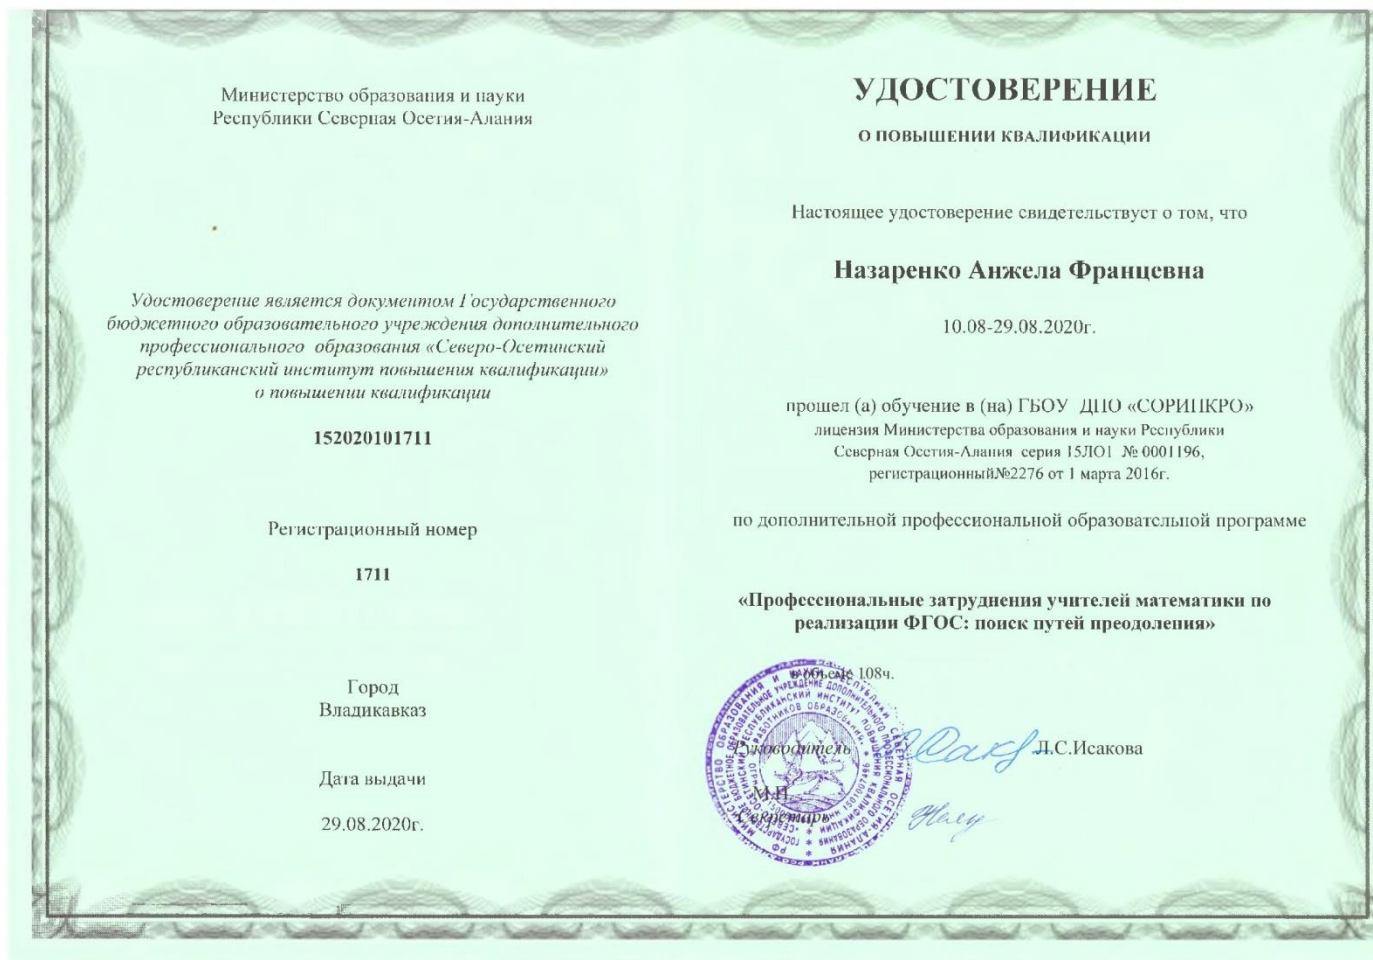 Министерство образования и науки
Республики Северная Осетия-Алания
Удостоверение является документом Государственного
бюджетного образовательного учреждения дополнительного
профессионального образования «Северо-Осетинский
республиканский институт повышения квалификации»
о повышении квалификации
152020101711
Регистрационный номер
1711
Город
Владикавказ
Дата выдачи
29.08.2020г.
УДОСТОВЕРЕНИЕ
О ПОВЫШЕНИИ КВАЛИФИКАЦИИ
Настоящее удостоверение свидетельствует о том, что
Назаренко Анжела Францевна
10.08-29.08.2020г.
прошел (а) обучение в (на) ГБОУ ДПО «СОРИПКРО»
лицензия Министерства образования и науки Республики
Северная Осетия-Алания серия 15ЛО1 № 0001196,
регистрационный№2276 от 1 марта 2016г.
по дополнительной профессиональной образовательной программе
«Профессиональные затруднения учителей математики по
реализации ФГОС: поиск путей преодоления»
в объеме 108ч.
Руководитель Л.С.Исакова
М.П.
Секретарь